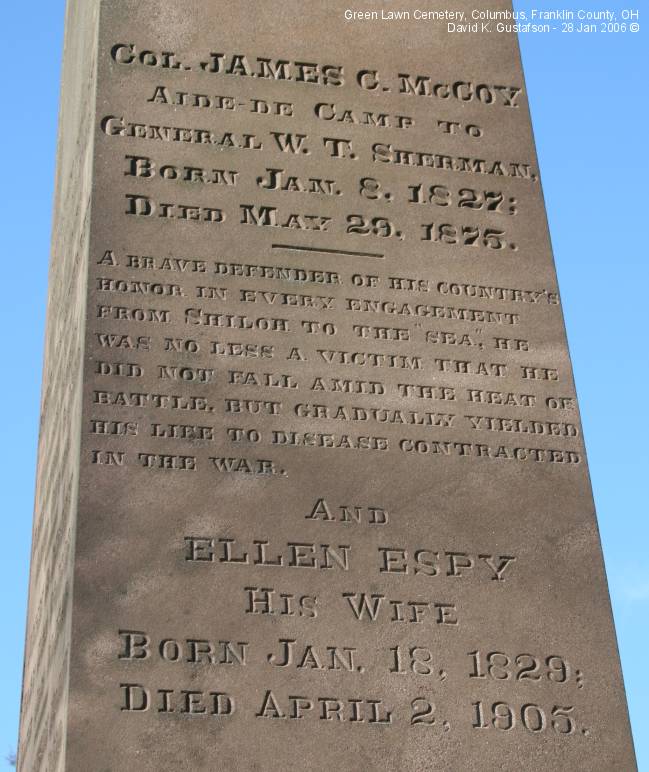 Green Lawn Cemetery, Columbus, Franklin County, OH
David K. Gustafson - 28 Jan 2006 ©
COL. JAMES C. MCCOY
AIDE-DE CAMP TO
GENERAL W. T. SHERMAN,
BORN JAN. 8, 1827;
DIED MAY 29, 1875.
A BRAVE DEFENDER OF HIS COUNTRY'S
HONOR IN EVERY ENGAGEMENT
FROM SHILOH TO THE "SEA", HE
WAS NO LESS A VICTIM THAT HE
DID NOT FALL AMID THE HEAT OF
BATTLE, BUT GRADUALLY YIELDED
HIS LIFE TO DISEASE CONTRACTED
IN THE WAR.
AND
ELLEN ESPY
HIS WIFE
BORN JAN. 18, 1829;
DIED APRIL 2, 1905.